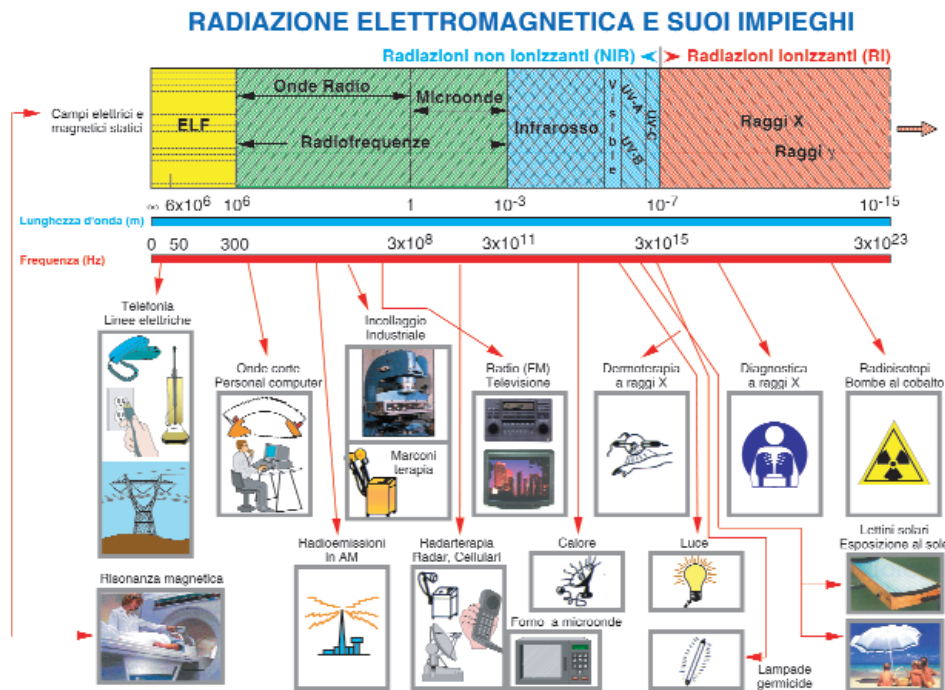 RADIAZIONE ELETTROMAGNETICA E SUOI IMPIEGHI
Radiazioni non ionizzanti (NIR)
Radiazioni ionizzanti (RI)
Campi elettrici e
magnetici statici
ELF
Onde Radio
Microonde
Radiofrequenze
Infrarosso
Visible
UV-A
UV-B
UV-C
Raggi X
Raggi γ
∞ 6x10⁶ 10⁶ 1 10⁻³ 10⁻⁷ 10⁻¹⁵
Lunghezza d'onda (m)
0 50 300 3x10⁸ 3x10¹¹ 3x10¹⁵ 3x10²³
Frequenza (Hz)
Telefonia
Linee elettriche
Onde corte
Personal computer
Incollaggio
Industriale
Radio (FM)
Televisione
Dermoterapia
a raggi X
Diagnostica
a raggi X
Radioisotopi
Bombe al cobalto
Marconi
terapia
Risonanza magnetica
Radioemissioni
in AM
Radarterapia
Radar, Cellulari
Calore
Forno a microonde
Luce
Lampade
germicide
Lettini solari
Esposizione al sole